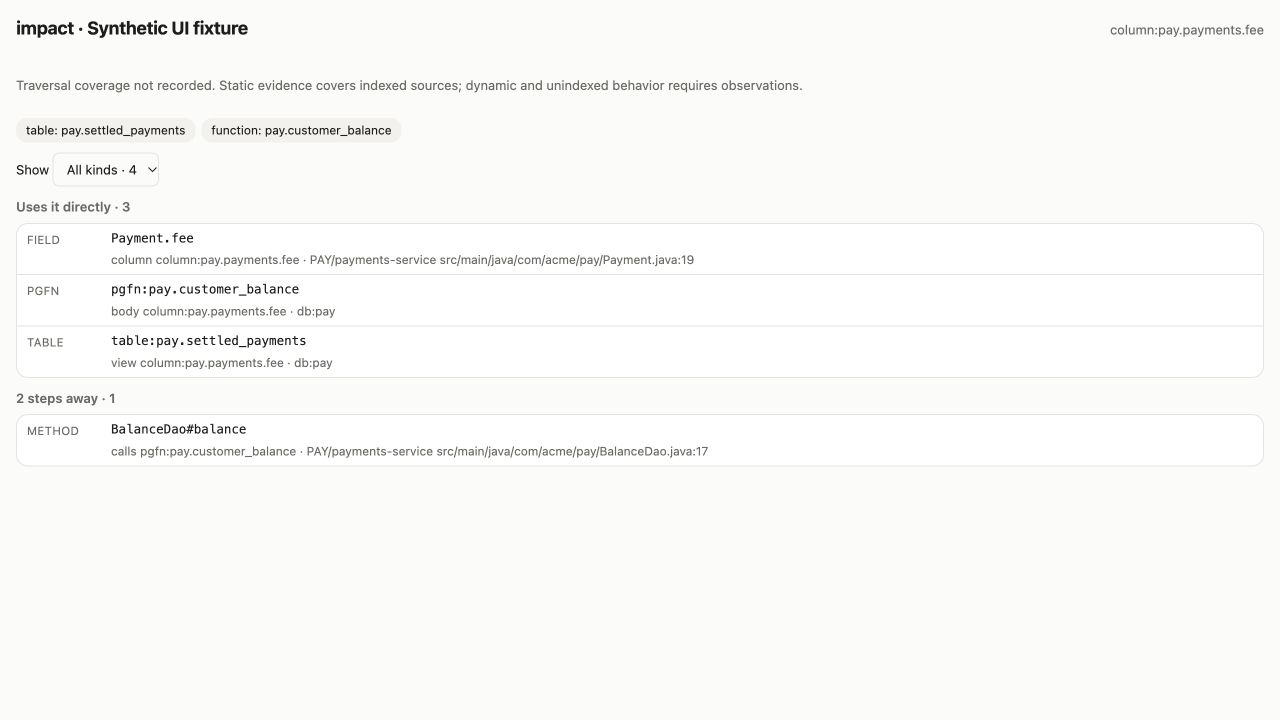 impact · Synthetic UI fixture
column:pay.payments.fee
Traversal coverage not recorded. Static evidence covers indexed sources; dynamic and unindexed behavior requires observations.
table: pay.settled_payments
function: pay.customer_balance
Show All kinds · 4
Uses it directly · 3
FIELD Payment.fee
column column:pay.payments.fee · PAY/payments-service src/main/java/com/acme/pay/Payment.java:19
PGFN pgfn:pay.customer_balance
body column:pay.payments.fee · db:pay
TABLE table:pay.settled_payments
view column:pay.payments.fee · db:pay
2 steps away · 1
METHOD BalanceDao#balance
calls pgfn:pay.customer_balance · PAY/payments-service src/main/java/com/acme/pay/BalanceDao.java:17